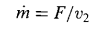 ṁ = F/v₂